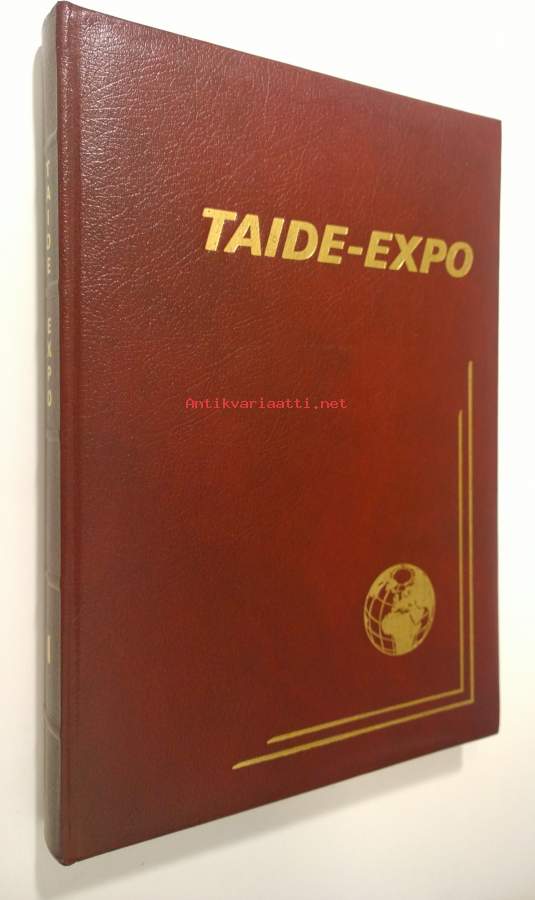 TAIDE-EXPO
TAIDE EXPO
I
Antikvariaatti.net